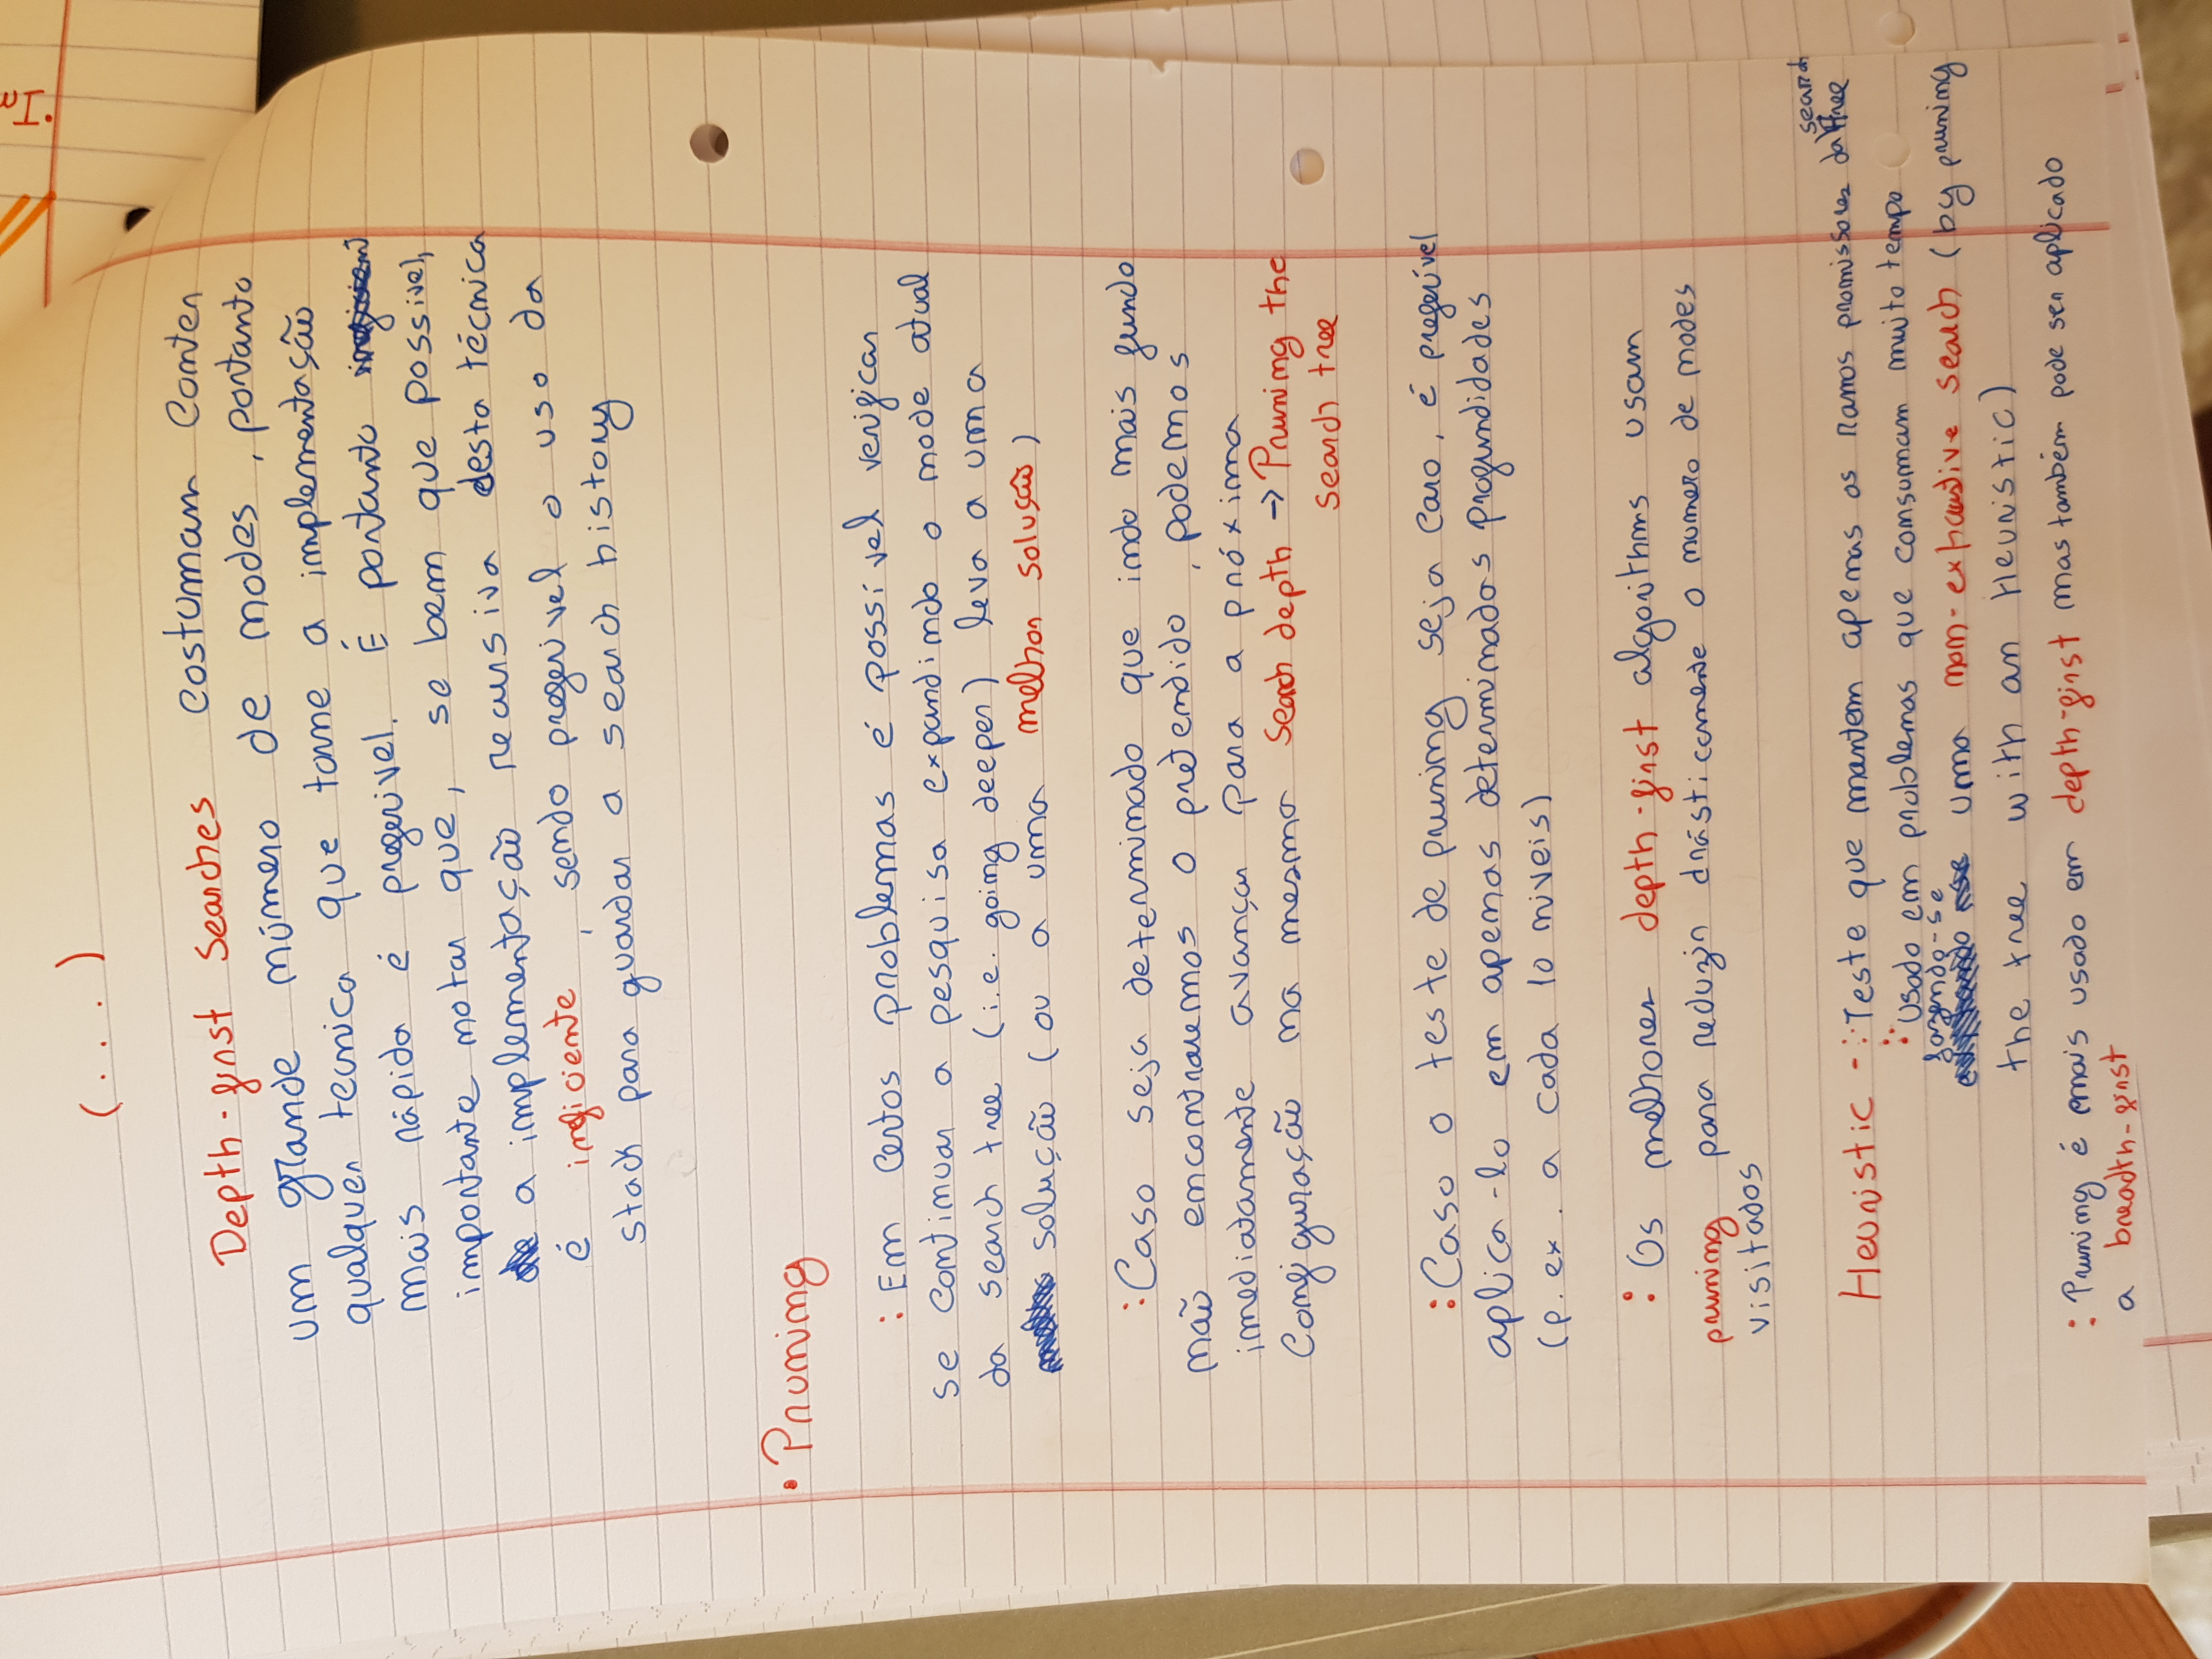 (...)
Depth-first searches costumam conter
um grande número de nodes, portanto
qualquer tecnica que torne a implementação
mais rápida é preferivel. É portanto
importante notar que, se bem que possivel,
a implementação recursiva desta técnica
é ineficiente, sendo preferivel o uso da
stack para guardar a search history
• Pruning
: Em certos problemas é possível verificar
se continuar a pesquisa expandindo o node atual
da search tree (i.e. going deeper) leva a uma
solução (ou a uma melhor solução)
: Caso seja determinado que indo mais fundo
não encontraremos o pretendido, podemos
imediatamente avançar para a próxima
configuração na mesma search depth → Pruning the
search tree
: Caso o teste de pruning seja caro, é preferível
aplica-lo em apenas determinadas profundidades
(p. ex. a cada 10 niveis)
: Os melhores depth-first algorithms usam
pruning para reduzir drásticamente o numero de nodes
visitados
Heuristic - : Teste que mantem apenas os ramos promissores da search tree
: Usado em problemas que consumam muito tempo
fazendo-se uma non-exhaustive search (by pruning
the tree with an Heuristic)
: Pruning é mais usado em depth-first mas também pode ser aplicado
a breadth-first